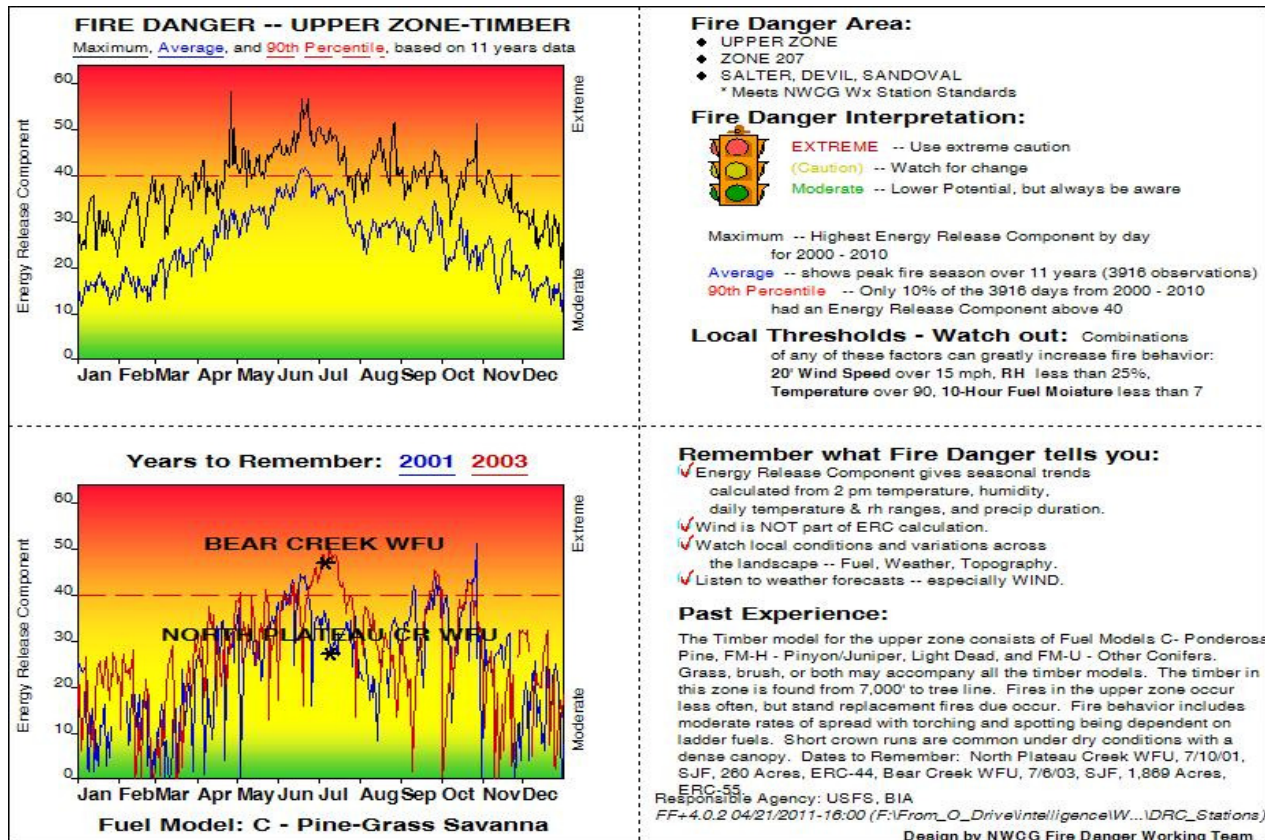 FIRE DANGER -- UPPER ZONE-TIMBER
Maximum, Average, and 90th Percentile, based on 11 years data
Energy Release Component
60
50
40
30
20
10
0
Extreme
Moderate
Jan Feb Mar Apr May Jun Jul Aug Sep Oct Nov Dec
Fire Danger Area:
◆ UPPER ZONE
◆ ZONE 207
◆ SALTER, DEVIL, SANDOVAL
* Meets NWCG Wx Station Standards
Fire Danger Interpretation:
EXTREME -- Use extreme caution
(Caution) -- Watch for change
Moderate -- Lower Potential, but always be aware
Maximum -- Highest Energy Release Component by day
for 2000 - 2010
Average -- shows peak fire season over 11 years (3916 observations)
90th Percentile -- Only 10% of the 3916 days from 2000 - 2010
had an Energy Release Component above 40
Local Thresholds - Watch out: Combinations
of any of these factors can greatly increase fire behavior:
20' Wind Speed over 15 mph, RH less than 25%,
Temperature over 90, 10-Hour Fuel Moiature less than 7
Years to Remember: 2001 2003
Energy Release Component
60
50
40
30
20
10
0
BEAR CREEK WFU
NORTH PLATEAU CR WFU
Extreme
Moderate
Jan Feb Mar Apr May Jun Jul Aug Sep Oct Nov Dec
Fuel Model: C - Pine-Grass Savanna
Remember what Fire Danger tells you:
Energy Release Component gives seasonal trends
calculated from 2 pm temperature, humidity,
daily temperature & rh ranges, and precip duration.
Wind is NOT part of ERC calculation.
Watch local conditions and variations across
the landscape -- Fuel, Weather, Topography.
Listen to weather forecasts -- especially WIND.
Past Experience:
The Timber model for the upper zone consists of Fuel Models C- Ponderosa
Pine, FM-H - Pinyon/Juniper, Light Dead, and FM-U - Other Conifers.
Grass, brush, or both may accompany all the timber models. The timber in
this zone is found from 7,000' to tree line. Fires in the upper zone occur
less often, but stand replacement fires due occur. Fire behavior includes
moderate rates of spread with torching and spotting being dependent on
ladder fuels. Short crown runs are common under dry conditions with a
dense canopy. Dates to Remember: North Plateau Creek WFU, 7/10/01,
SJF, 260 Acres, ERC-44, Bear Creek WFU, 7/6/03, SJF, 1,869 Acres,
ERC-55.
Responsible Agency: USFS, BIA
FF+4.0.2 04/21/2011-16:00 (F:\From_O_Drive\intelligence\W...\DRC_Stations)
Design by NWCG Fire Danger Working Team